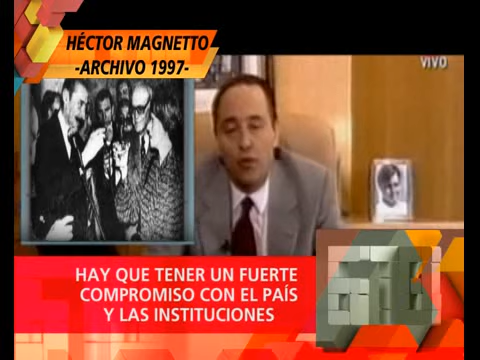 HÉCTOR MAGNETTO
-ARCHIVO 1997-
VIVO
HAY QUE TENER UN FUERTE
COMPROMISO CON EL PAÍS
Y LAS INSTITUCIONES